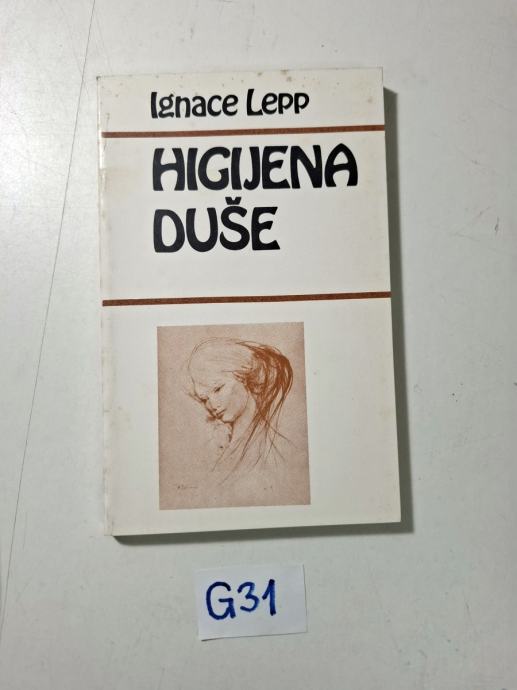 Ignace Lepp
HIGIJENA
DUŠE
G31